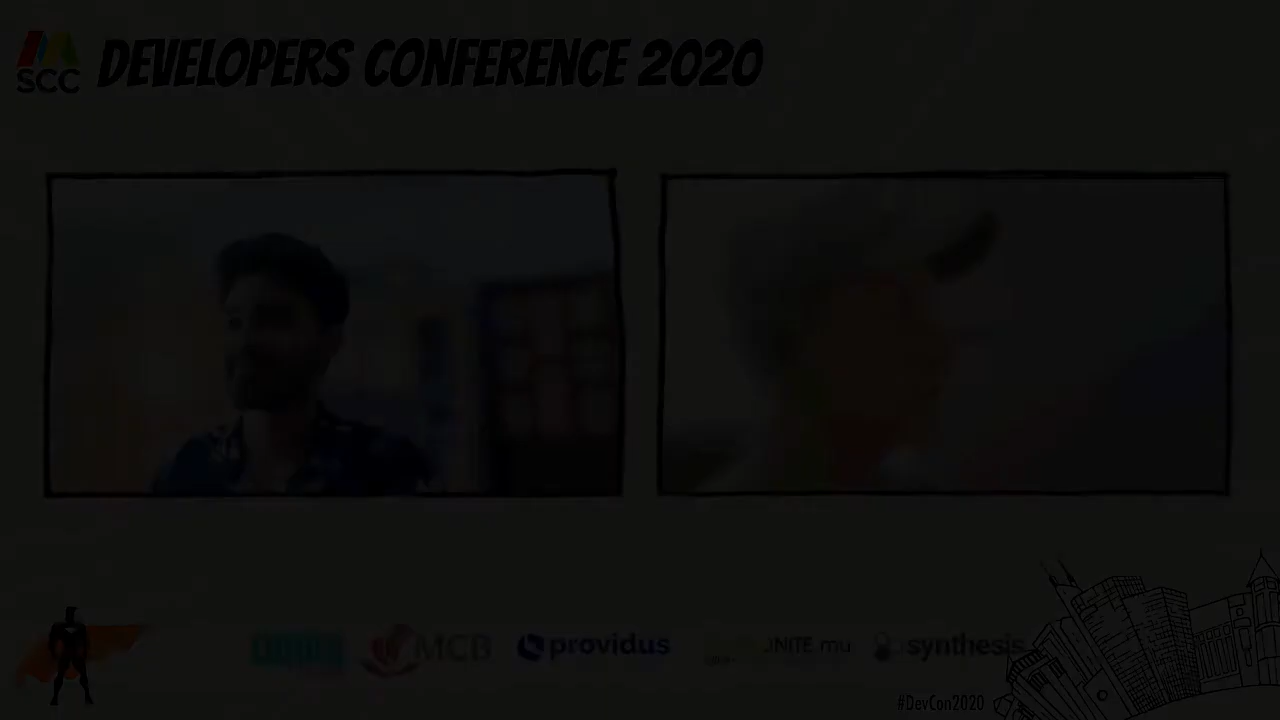 SCC
DEVELOPERS CONFERENCE 2020
MCB
providus
synthesis
#DevCon2020